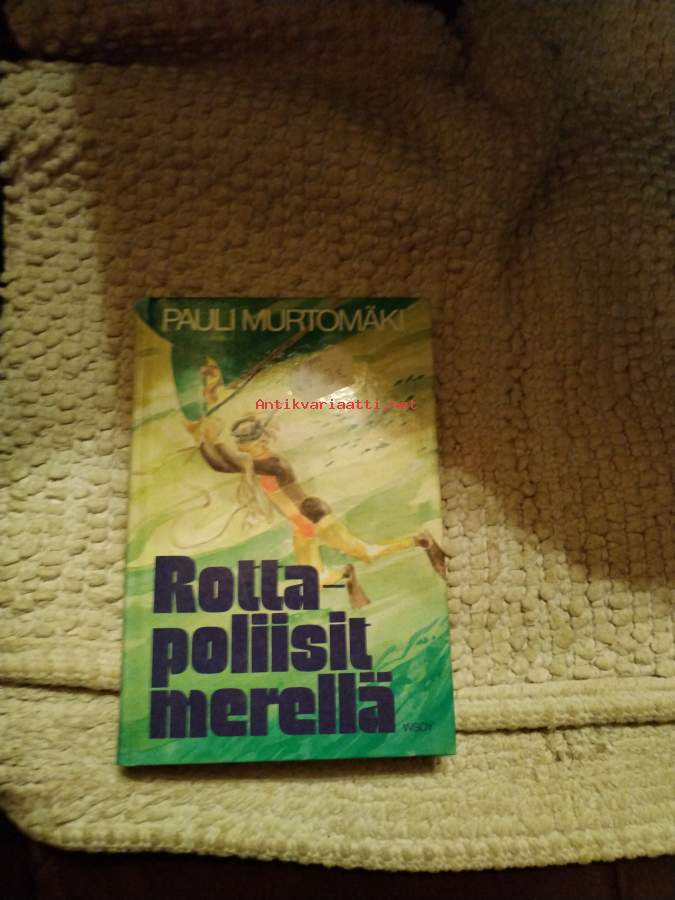 PAULI MURTOMÄKI
Antikvariaatti.net
Rotta-
poliisit
merellä
WSOY